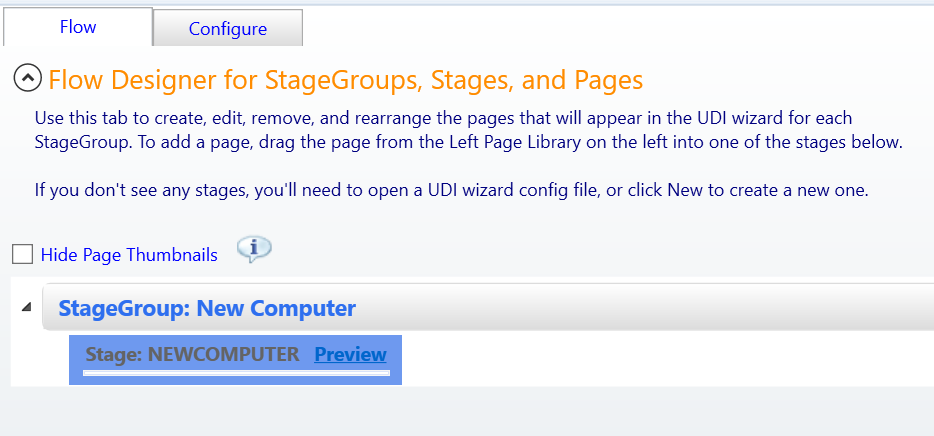 Flow Configure
Flow Designer for StageGroups, Stages, and Pages
Use this tab to create, edit, remove, and rearrange the pages that will appear in the UDI wizard for each
StageGroup. To add a page, drag the page from the Left Page Library on the left into one of the stages below.
If you don't see any stages, you'll need to open a UDI wizard config file, or click New to create a new one.
Hide Page Thumbnails
StageGroup: New Computer
Stage: NEWCOMPUTER Preview